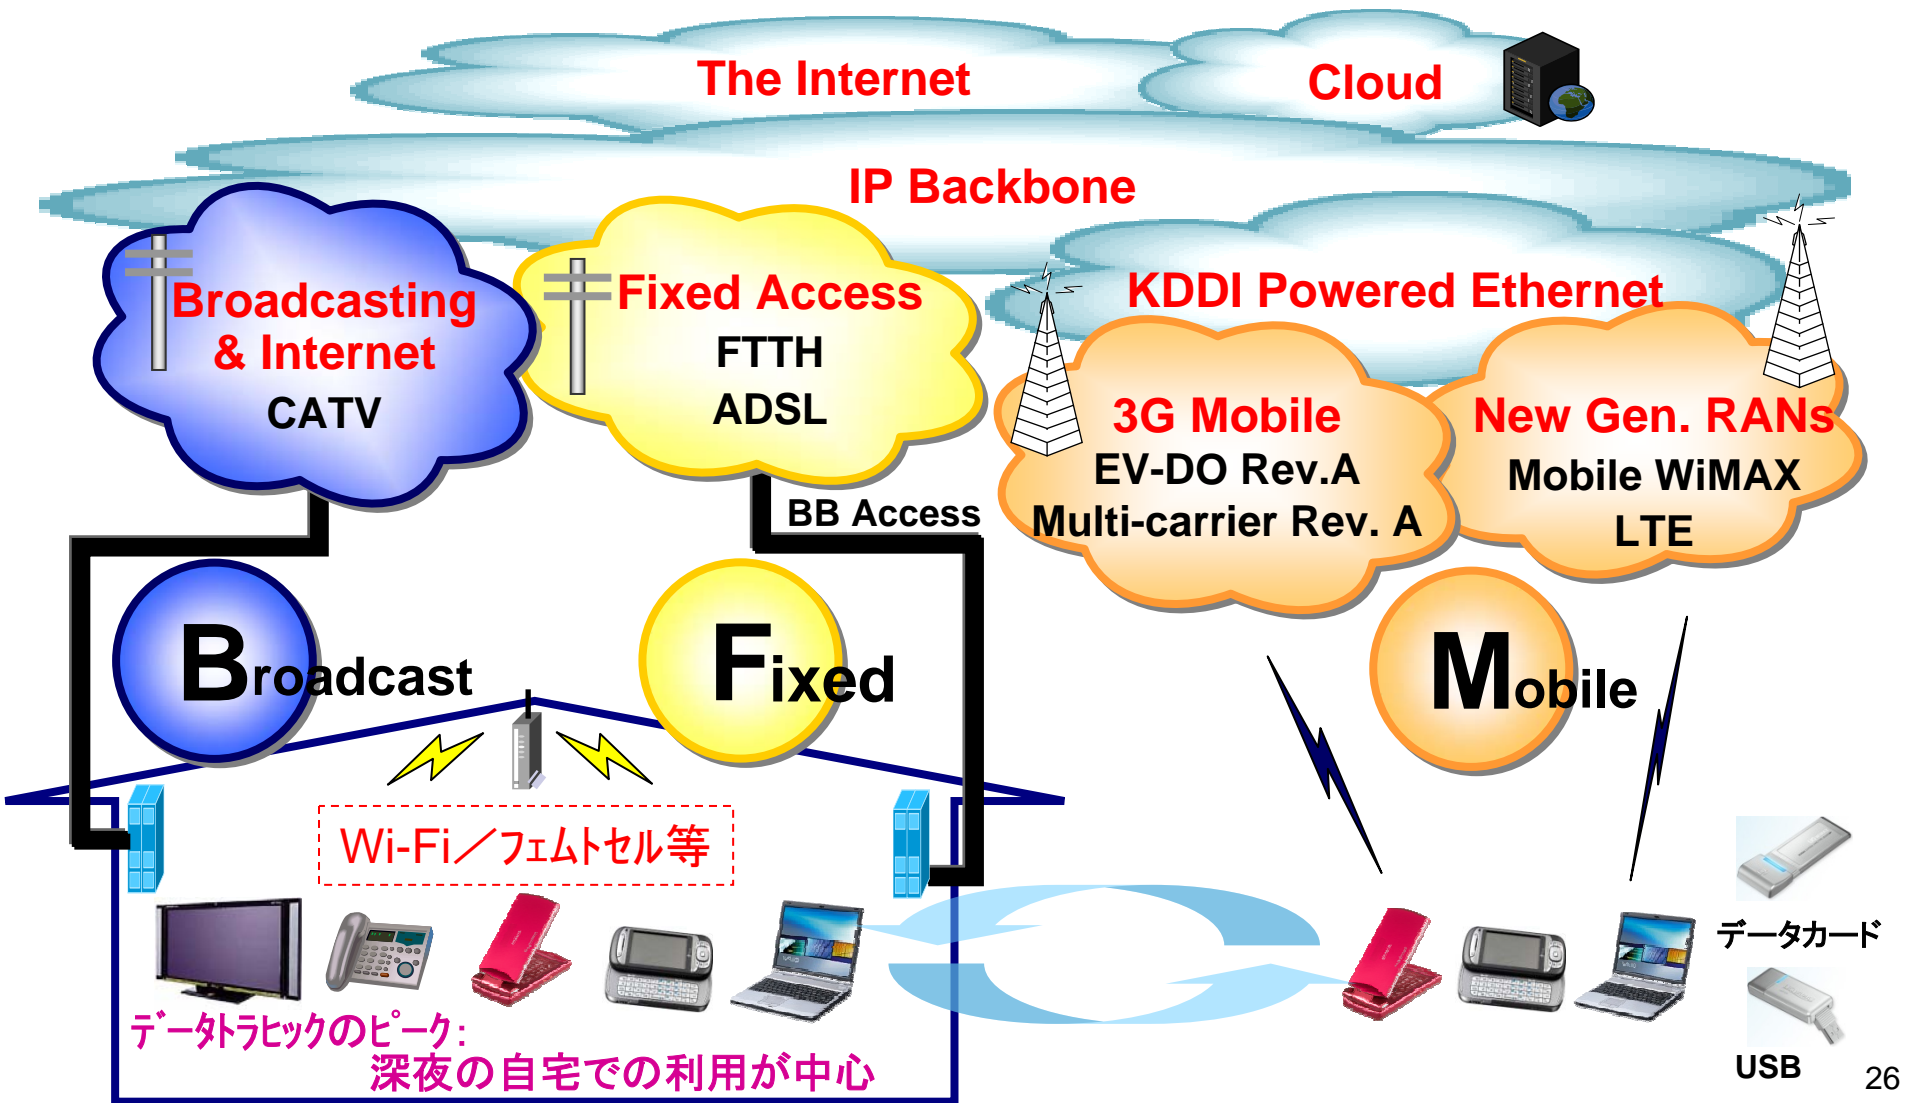 The Internet
Cloud
IP Backbone
KDDI Powered Ethernet
Broadcasting
& Internet
CATV
Fixed Access
FTTH
ADSL
3G Mobile
EV-DO Rev.A
Multi-carrier Rev. A
New Gen. RANs
Mobile WiMAX
LTE
BB Access
Broadcast
Fixed
Mobile
Wi-Fi／フェムトセル等
データカード
データトラヒックのピーク：
深夜の自宅での利用が中心
USB
26